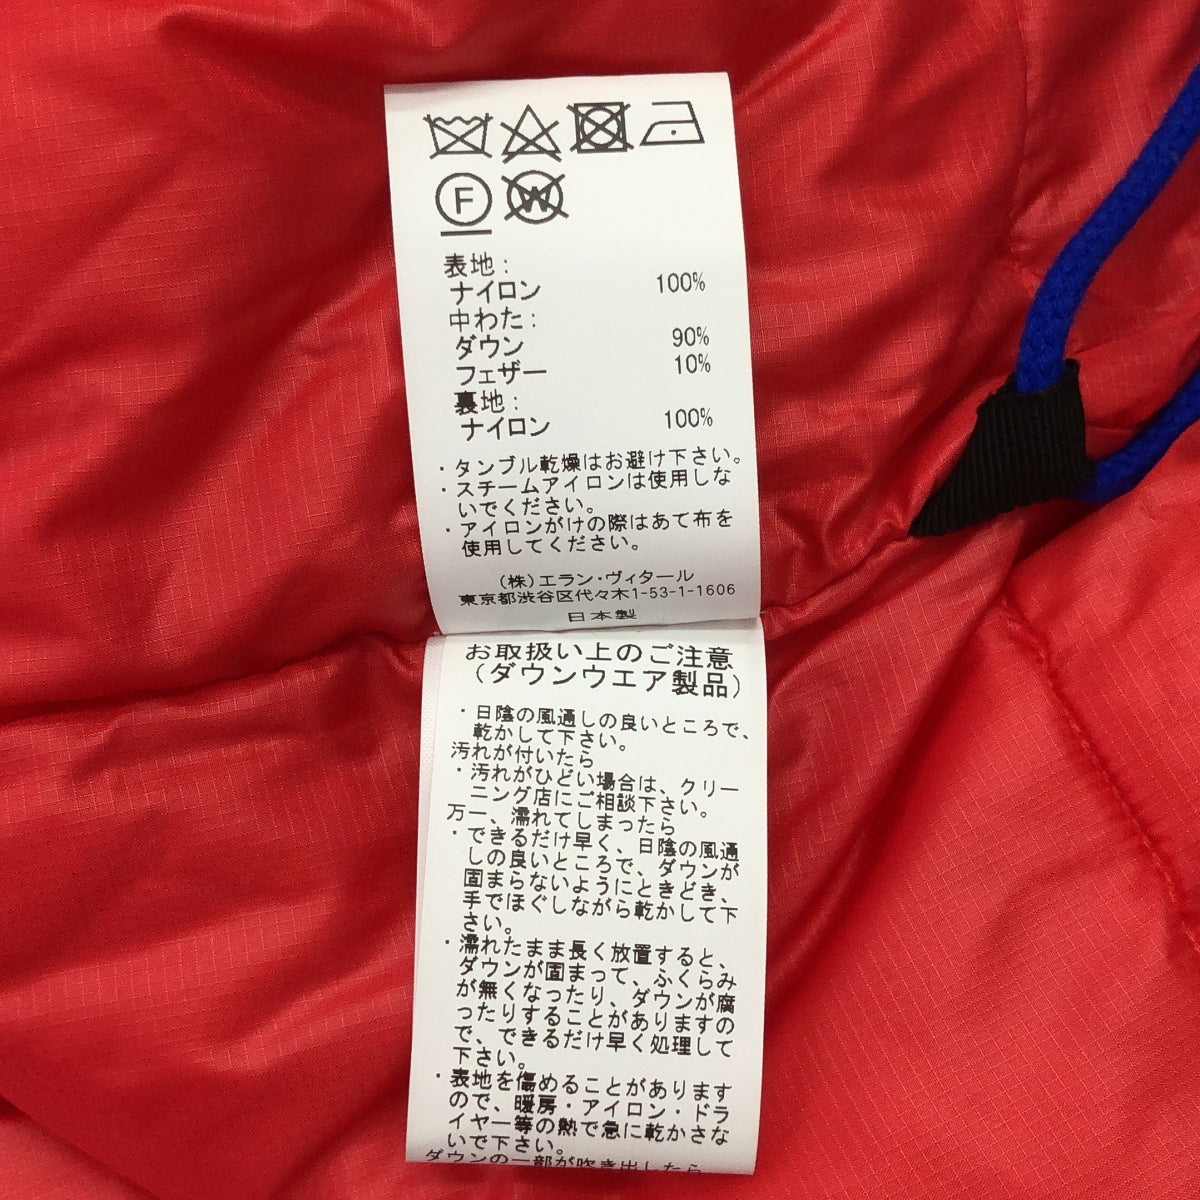 F W
表地:
ナイロン 100%
中わた:
ダウン 90%
フェザー 10%
裏地:
ナイロン 100%
・タンブル乾燥はお避け下さい。
・スチームアイロンは使用しな
いでください。
・アイロンがけの際はあて布を
使用してください。
(株)エラン・ヴィタール
東京都渋谷区代々木1-53-1-1606
日本製
お取扱い上のご注意
(ダウンウエア製品)
・日陰の風通しの良いところで、
乾かして下さい。
汚れが付いたら
・汚れがひどい場合は、クリー
ニング店にご相談下さい。
万一、濡れてしまったら
・できるだけ早く、日陰の風通
しの良いところで、ダウンが
固まらないようにときどき、
手でほぐしながら乾かして下
さい。
・濡れたまま長く放置すると、
ダウンが固まって、ふくらみ
が無くなったり、ダウンが腐
ったりすることがありますの
で、できるだけ早く処理して
下さい。
・表地を傷めることがあります
ので、暖房・アイロン・ドラ
イヤー等の熱で急に乾かさな
いで下さい。
ダウンの一部が吹き出したら